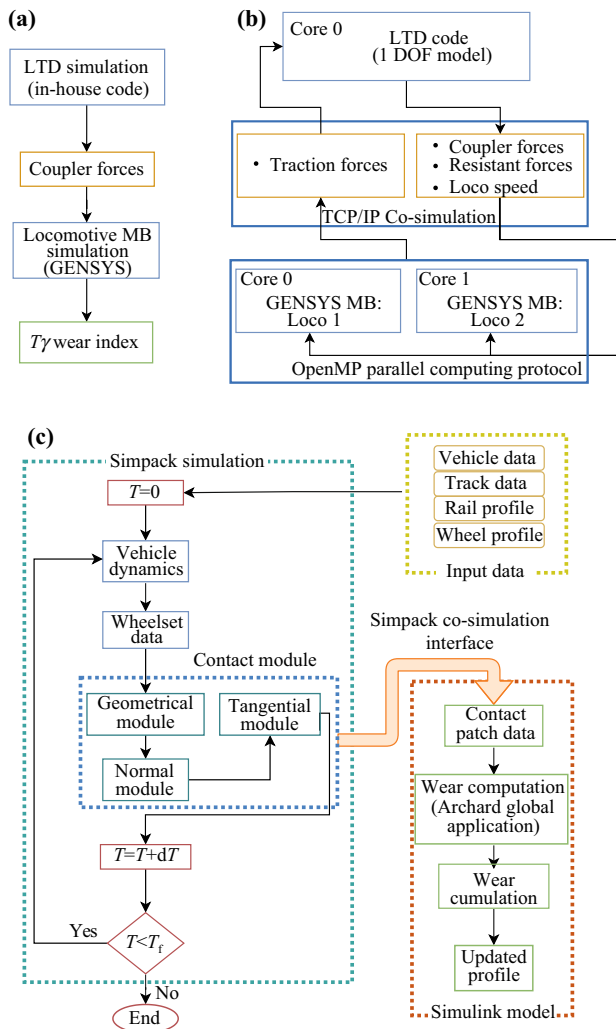 (a)
LTD simulation
(in-house code)
Coupler forces
Locomotive MB
simulation
(GENSYS)
Tγ wear index
(b)
Core 0
LTD code
(1 DOF model)
• Traction forces
• Coupler forces
• Resistant forces
• Loco speed
TCP/IP Co-simulation
Core 0
GENSYS MB:
Loco 1
Core 1
GENSYS MB:
Loco 2
OpenMP parallel computing protocol
(c)
Simpack simulation
T=0
Vehicle
dynamics
Wheelset
data
Contact module
Geometrical
module
Normal
module
Tangential
module
T=T+dT
T<Tf
Yes
No
End
Vehicle data
Track data
Rail profile
Wheel profile
Input data
Simpack co-simulation
interface
Contact
patch data
Wear computation
(Archard global
application)
Wear
cumulation
Updated
profile
Simulink model